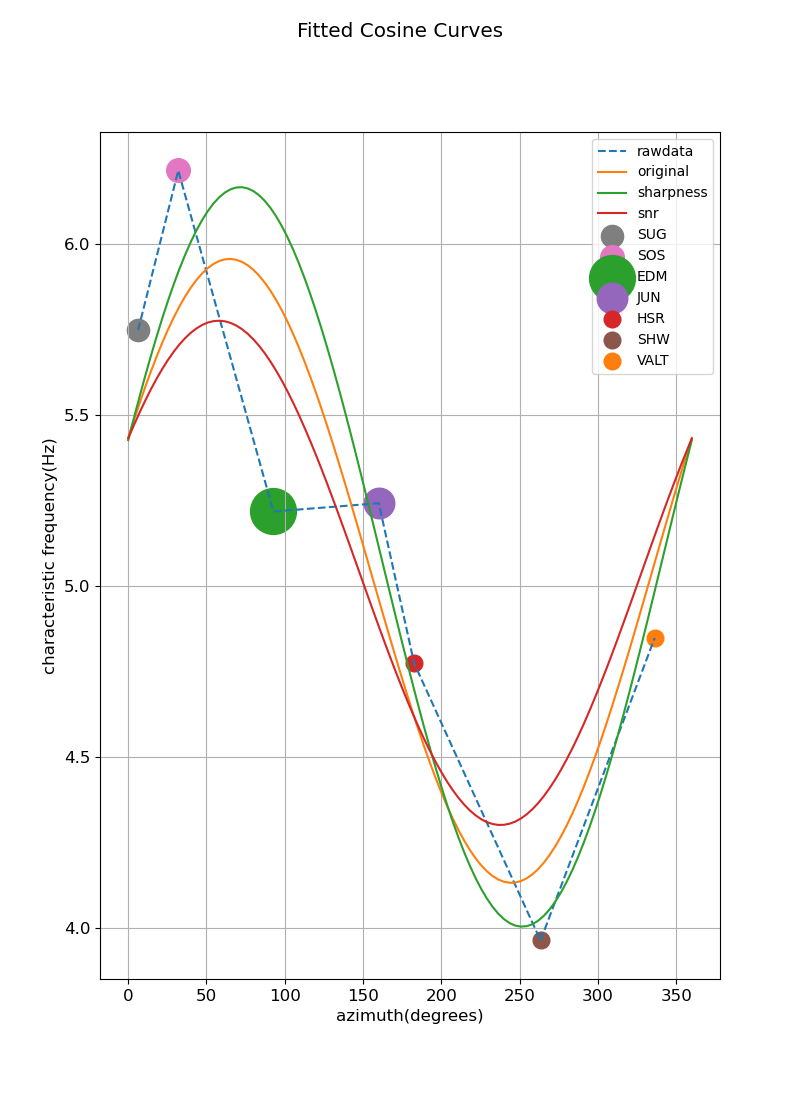 Fitted Cosine Curves
rawdata
original
sharpness
snr
SUG
SOS
EDM
JUN
HSR
SHW
VALT
characteristic frequency(Hz)
6.0
5.5
5.0
4.5
4.0
0 50 100 150 200 250 300 350
azimuth(degrees)